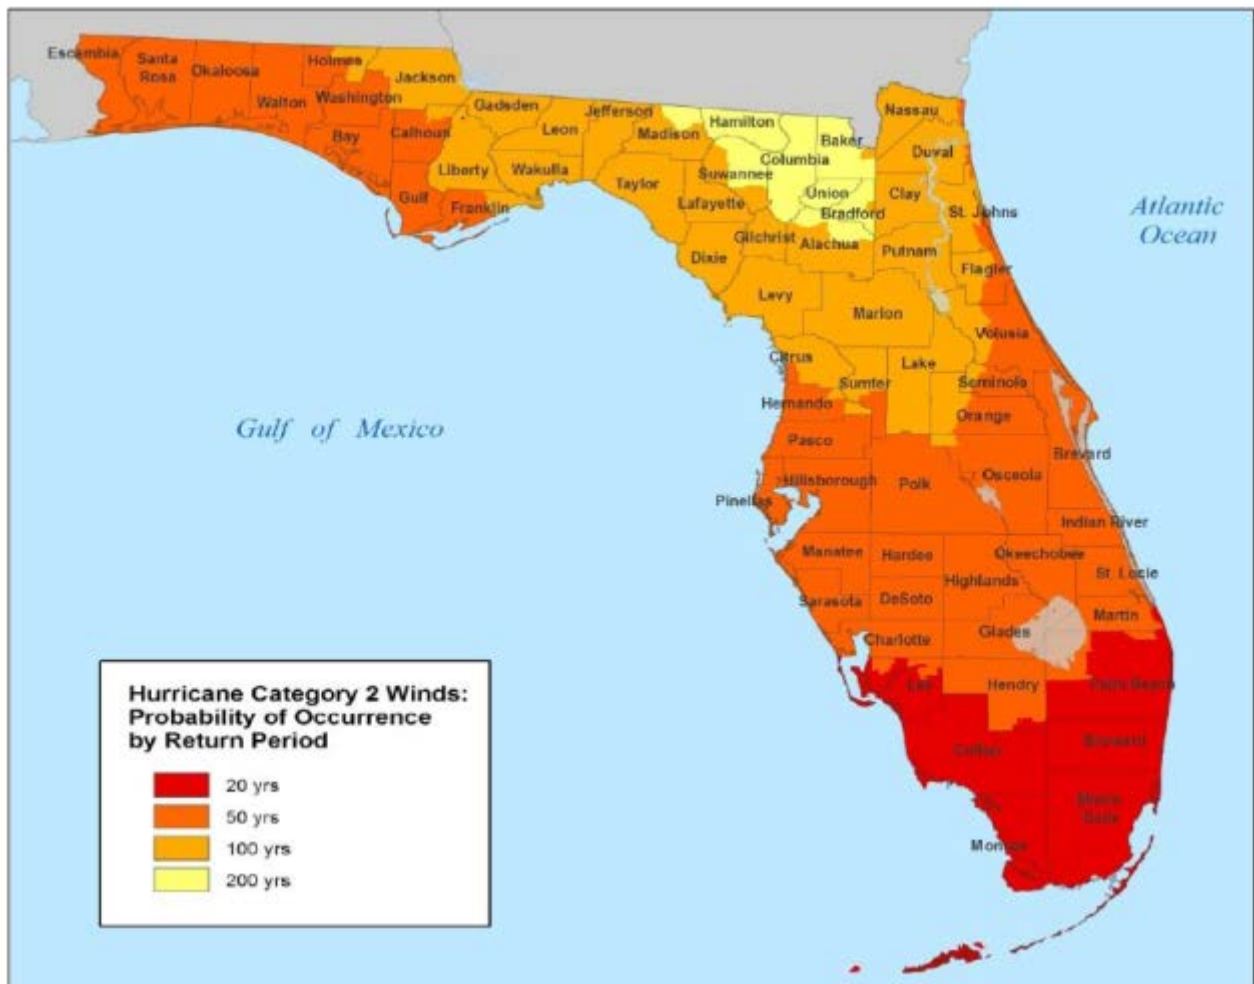 Escambia
Santa
Rosa
Okaloosa
Walton
Holmes
Washington
Jackson
Bay
Calhoun
Gulf
Liberty
Franklin
Gadsden
Leon
Wakulla
Jefferson
Madison
Taylor
Hamilton
Suwannee
Lafayette
Dixie
Columbia
Baker
Union
Bradford
Gilchrist
Alachua
Nassau
Duval
Clay
St. Johns
Putnam
Flagler
Levy
Marion
Volusia
Citrus
Sumter
Lake
Seminole
Hernando
Orange
Pasco
Brevard
Hillsborough
Polk
Osceola
Pinellas
Indian River
Manatee
Hardee
Okeechobee
Highlands
St. Lucie
Sarasota
DeSoto
Martin
Charlotte
Glades
Lee
Hendry
Palm Beach
Collier
Broward
Miami
Dade
Monroe
Atlantic
Ocean
Gulf of Mexico
Hurricane Category 2 Winds:
Probability of Occurrence
by Return Period
20 yrs
50 yrs
100 yrs
200 yrs